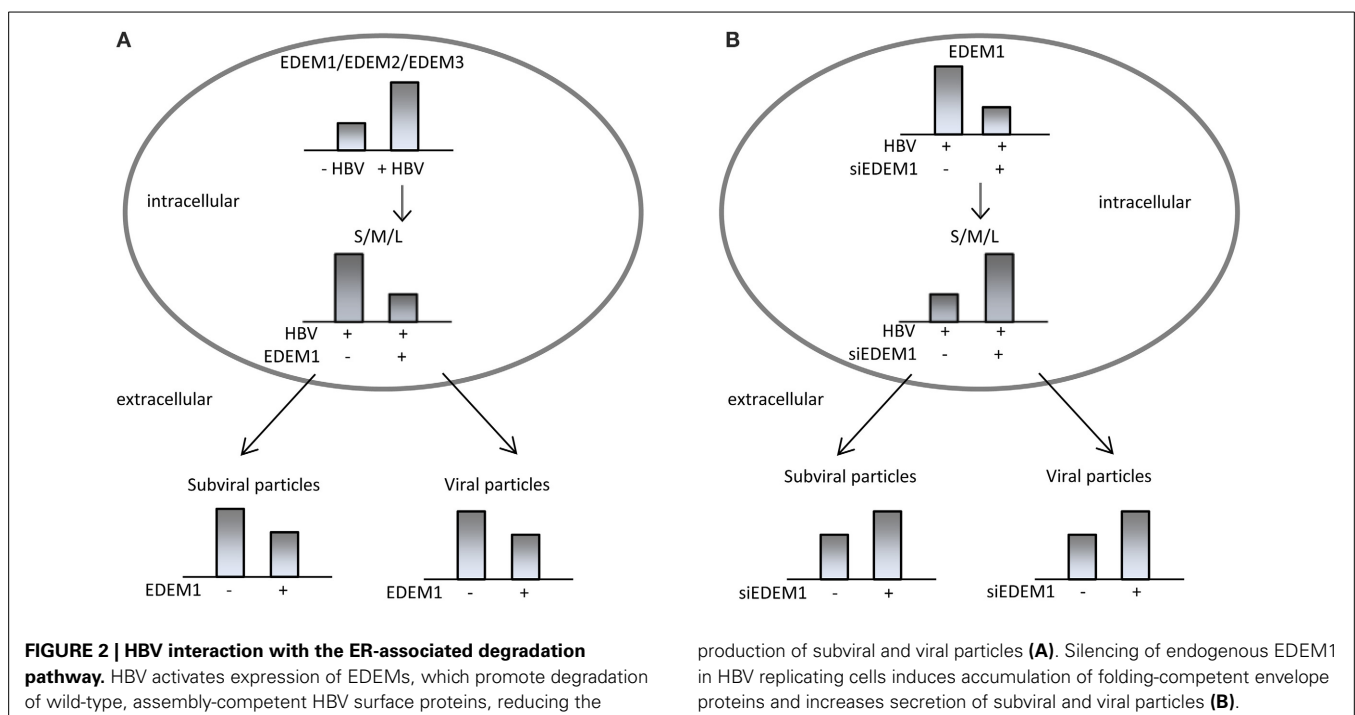 A
EDEM1/EDEM2/EDEM3
- HBV + HBV
intracellular
S/M/L
HBV + +
EDEM1 - +
extracellular
Subviral particles
EDEM1 - +
Viral particles
EDEM1 - +
B
EDEM1
HBV + +
siEDEM1 - +
intracellular
S/M/L
HBV + +
siEDEM1 - +
extracellular
Subviral particles
siEDEM1 - +
Viral particles
siEDEM1 - +
FIGURE 2 | HBV interaction with the ER-associated degradation
pathway. HBV activates expression of EDEMs, which promote degradation
of wild-type, assembly-competent HBV surface proteins, reducing the
production of subviral and viral particles (A). Silencing of endogenous EDEM1
in HBV replicating cells induces accumulation of folding-competent envelope
proteins and increases secretion of subviral and viral particles (B).